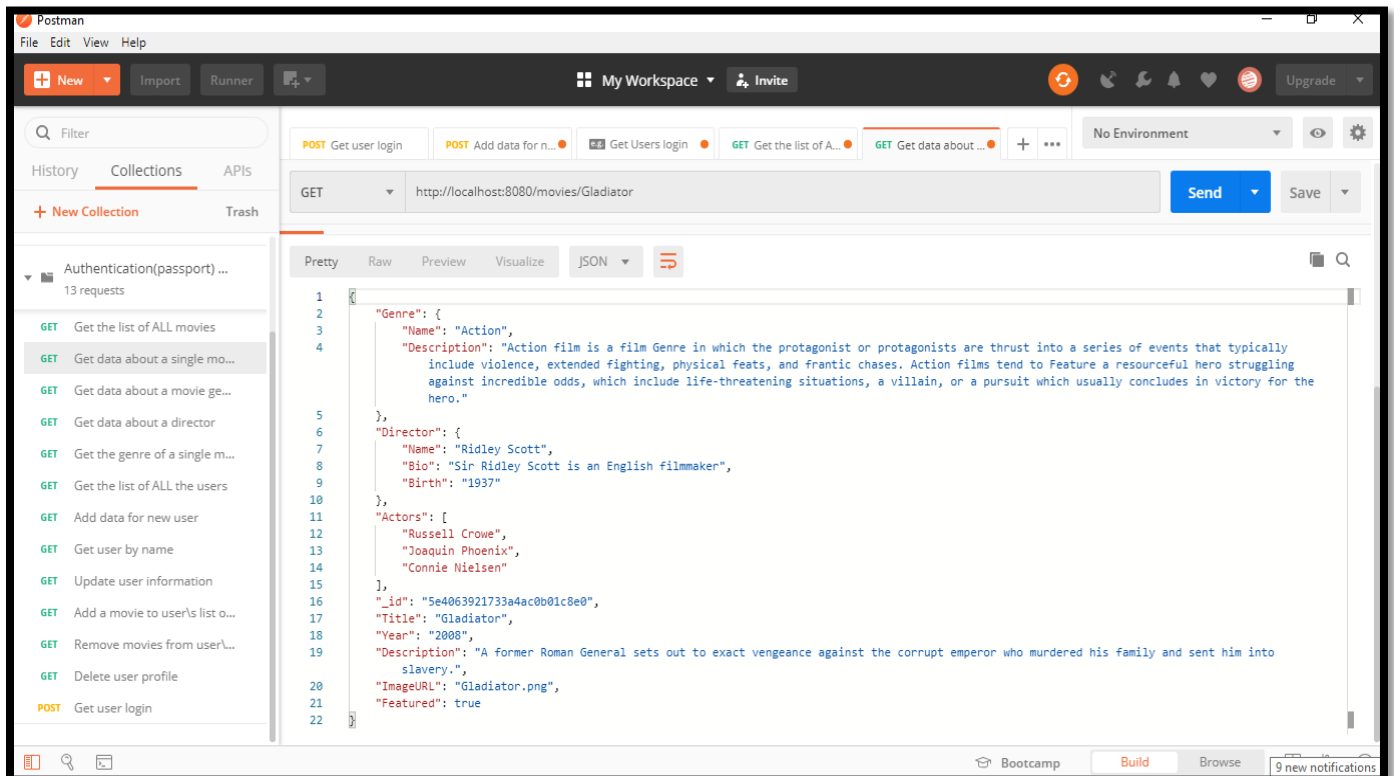 Postman
File Edit View Help
New Import Runner My Workspace Invite Upgrade
Filter
History Collections APIs
+ New Collection Trash
Authentication(passport) ...
13 requests
GET Get the list of ALL movies
GET Get data about a single mo...
GET Get data about a movie ge...
GET Get data about a director
GET Get the genre of a single m...
GET Get the list of ALL the users
GET Add data for new user
GET Get user by name
GET Update user information
GET Add a movie to user\s list o...
GET Remove movies from user\...
GET Delete user profile
POST Get user login
POST Get user login POST Add data for n... e.g. Get Users login GET Get the list of A... GET Get data about ... + ••• No Environment
GET http://localhost:8080/movies/Gladiator Send Save
Pretty Raw Preview Visualize JSON
1 {
2 "Genre": {
3 "Name": "Action",
4 "Description": "Action film is a film Genre in which the protagonist or protagonists are thrust into a series of events that typically
include violence, extended fighting, physical feats, and frantic chases. Action films tend to Feature a resourceful hero struggling
against incredible odds, which include life-threatening situations, a villain, or a pursuit which usually concludes in victory for the
hero."
5 },
6 "Director": {
7 "Name": "Ridley Scott",
8 "Bio": "Sir Ridley Scott is an English filmmaker",
9 "Birth": "1937"
10 },
11 "Actors": [
12 "Russell Crowe",
13 "Joaquin Phoenix",
14 "Connie Nielsen"
15 ],
16 "_id": "5e4063921733a4ac0b01c8e0",
17 "Title": "Gladiator",
18 "Year": "2008",
19 "Description": "A former Roman General sets out to exact vengeance against the corrupt emperor who murdered his family and sent him into
slavery.",
20 "ImageURL": "Gladiator.png",
21 "Featured": true
22 }
Bootcamp Build Browse
9 new notifications